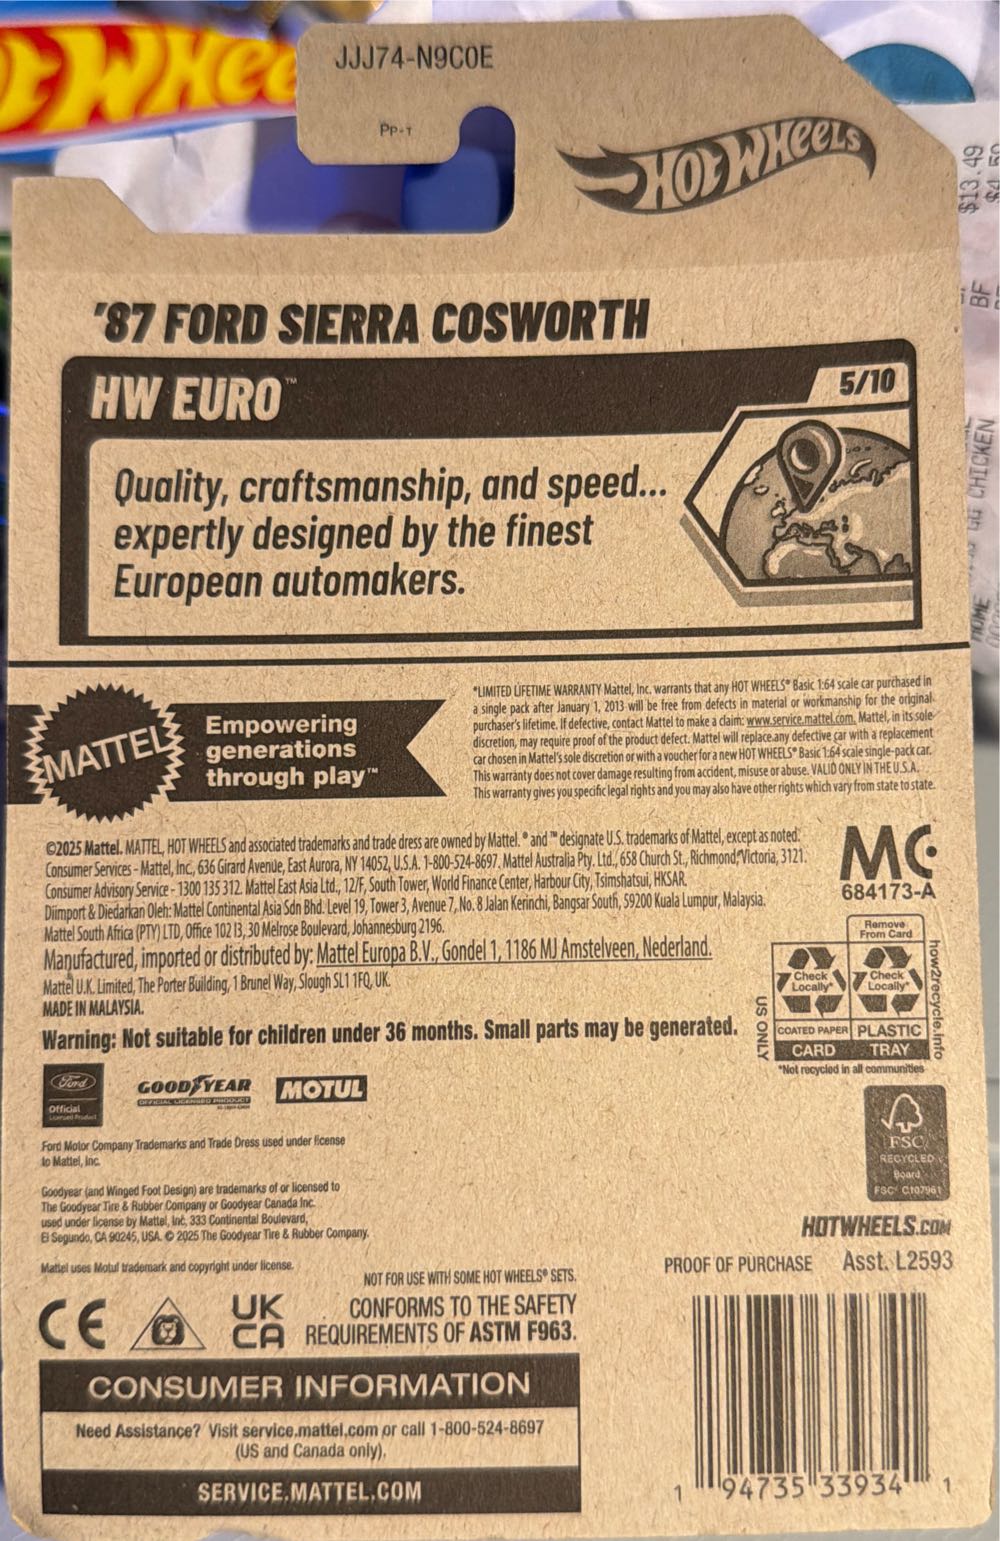 OT WHEE
JJJ74-N9C0E
PP-T
HOT WHEELS
$13.49
BF
GG CHICKEN
HOME
'87 FORD SIERRA COSWORTH
HW EURO™
5/10
Quality, craftsmanship, and speed...
expertly designed by the finest
European automakers.
MATTEL
Empowering
generations
through play™
*LIMITED LIFETIME WARRANTY Mattel, Inc. warrants that any HOT WHEELS® Basic 1:64 scale car purchased in
a single pack after January 1, 2013 will be free from defects in material or workmanship for the original
purchaser's lifetime. If defective, contact Mattel to make a claim: www.service.mattel.com. Mattel, in its sole
discretion, may require proof of the product defect. Mattel will replace any defective car with a replacement
car chosen in Mattel's sole discretion or with a voucher for a new HOT WHEELS® Basic 1:64 scale single-pack car.
This warranty does not cover damage resulting from accident, misuse or abuse. VALID ONLY IN THE U.S.A.
This warranty gives you specific legal rights and you may also have other rights which vary from state to state.
©2025 Mattel. MATTEL, HOT WHEELS and associated trademarks and trade dress are owned by Mattel. ® and ™ designate U.S. trademarks of Mattel, except as noted.
Consumer Services - Mattel, Inc., 636 Girard Avenue, East Aurora, NY 14052, U.S.A. 1-800-524-8697. Mattel Australia Pty. Ltd., 658 Church St., Richmond, Victoria, 3121.
Consumer Advisory Service - 1300 135 312. Mattel East Asia Ltd., 12/F, South Tower, World Finance Center, Harbour City, Tsimshatsui, HKSAR.
Diimport & Diedarkan Oleh: Mattel Continental Asia Sdn Bhd. Level 19, Tower 3, Avenue 7, No. 8 Jalan Kerinchi, Bangsar South, 59200 Kuala Lumpur, Malaysia.
Mattel South Africa (PTY) LTD, Office 102 I3, 30 Melrose Boulevard, Johannesburg 2196.
Manufactured, imported or distributed by: Mattel Europa B.V., Gondel 1, 1186 MJ Amstelveen, Nederland.
Mattel U.K. Limited, The Porter Building, 1 Brunel Way, Slough SL1 1FQ, UK.
MADE IN MALAYSIA.
Warning: Not suitable for children under 36 months. Small parts may be generated.
MC
684173-A
Remove
From Card
Check
Locally*
Check
Locally*
COATED PAPER
PLASTIC
CARD
TRAY
US ONLY
how2recycle.info
*Not recycled in all communities
Ford
Official
Licensed Product
GOODYEAR
OFFICIAL LICENSED PRODUCT
MOTUL
Ford Motor Company Trademarks and Trade Dress used under license
to Mattel, Inc.
Goodyear (and Winged Foot Design) are trademarks of or licensed to
The Goodyear Tire & Rubber Company or Goodyear Canada Inc.
used under license by Mattel, Inc, 333 Continental Boulevard,
El Segundo, CA 90245, USA. © 2025 The Goodyear Tire & Rubber Company.
Mattel uses Motul trademark and copyright under license.
FSC
RECYCLED
Board
FSC® C107961
HOTWHEELS.COM
PROOF OF PURCHASE
Asst. L2593
NOT FOR USE WITH SOME HOT WHEELS® SETS.
CE
UK
CA
CONFORMS TO THE SAFETY
REQUIREMENTS OF ASTM F963.
CONSUMER INFORMATION
Need Assistance? Visit service.mattel.com or call 1-800-524-8697
(US and Canada only).
SERVICE.MATTEL.COM
1 94735 33934 1